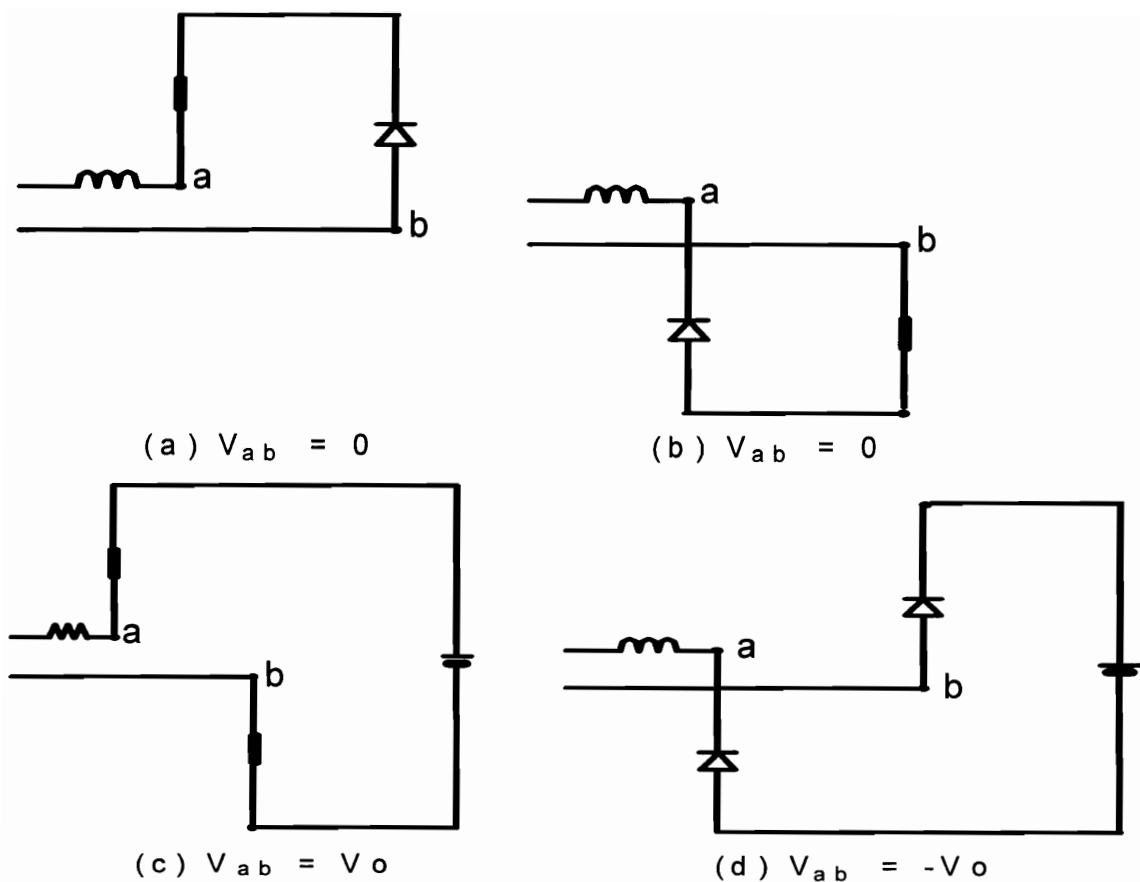 a
b
(a) Vab = 0
a
b
(b) Vab = 0
a
b
(c) Vab = Vo
a
b
(d) Vab = -Vo